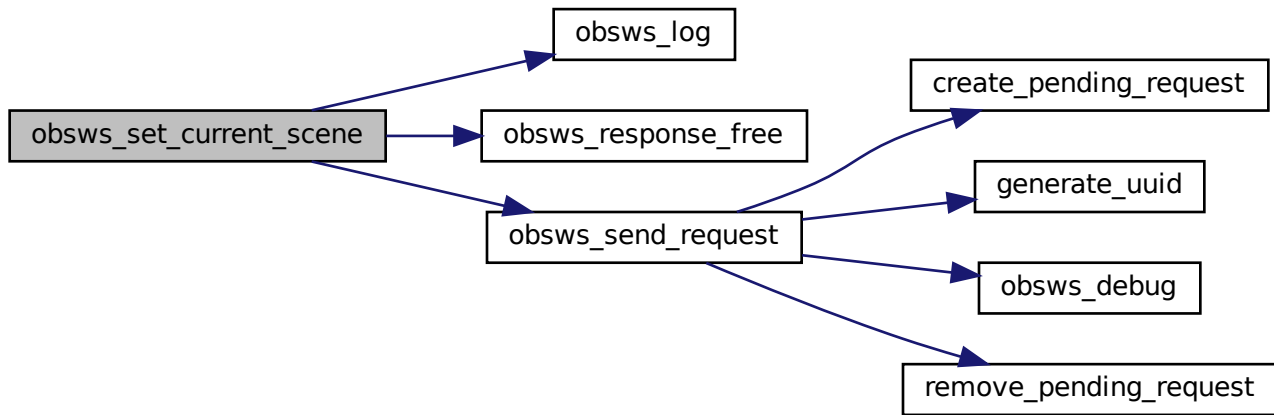 obsws_log
create_pending_request
obsws_set_current_scene
obsws_response_free
generate_uuid
obsws_send_request
obsws_debug
remove_pending_request